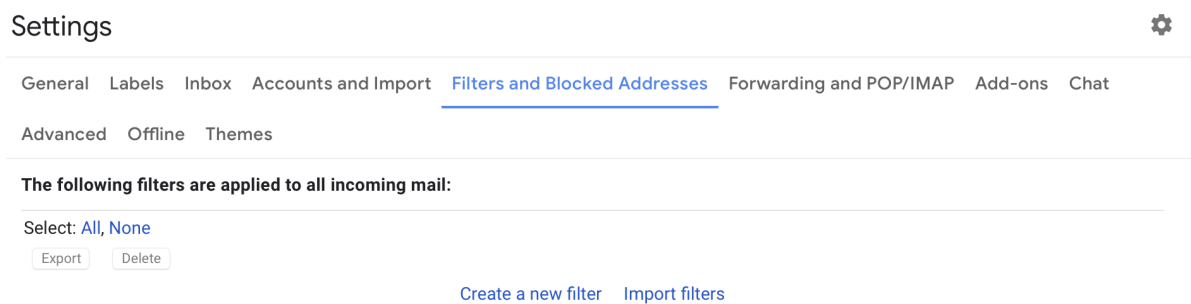 Settings
General Labels Inbox Accounts and Import Filters and Blocked Addresses Forwarding and POP/IMAP Add-ons Chat
Advanced Offline Themes
The following filters are applied to all incoming mail:
Select: All, None
Export Delete
Create a new filter Import filters